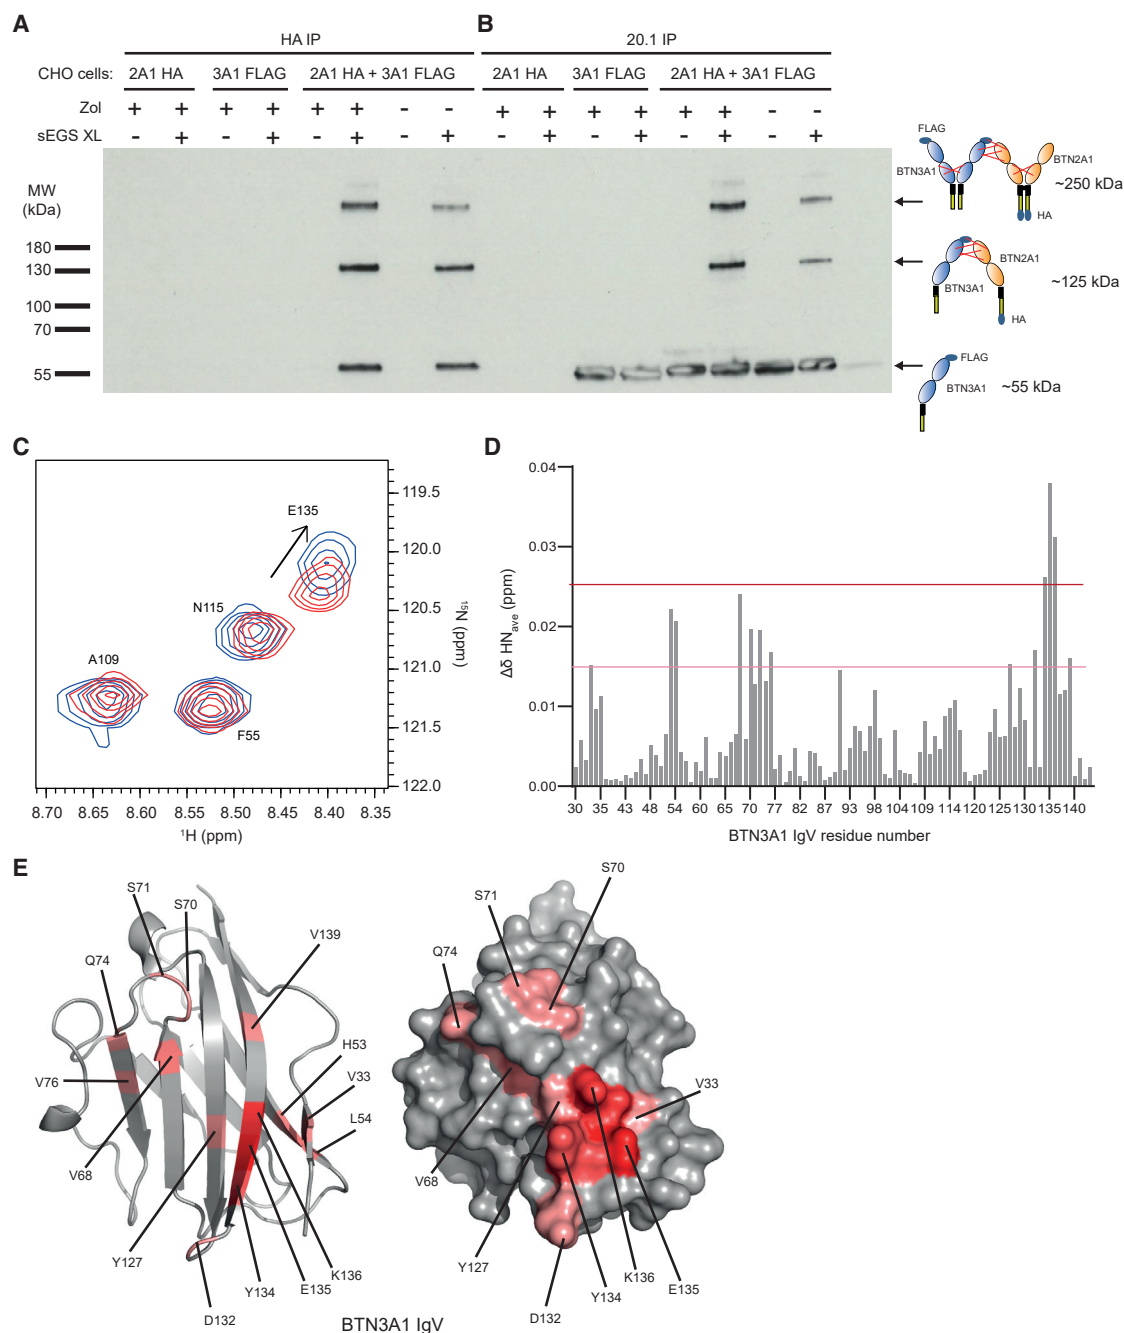 A
B
HA IP
20.1 IP
CHO cells: 2A1 HA 3A1 FLAG 2A1 HA + 3A1 FLAG 2A1 HA 3A1 FLAG 2A1 HA + 3A1 FLAG
Zol + + + + + + - - + + + + + + - -
sEGS XL - + - + - + - + - + - + - + - +
MW
(kDa)
180
130
100
70
55
FLAG
BTN3A1
BTN2A1
~250 kDa
HA
BTN2A1
BTN3A1
~125 kDa
HA
FLAG
BTN3A1
~55 kDa
C
E135
N115
A109
F55
119.5
120.0
120.5
121.0
121.5
122.0
15N (ppm)
8.70 8.65 8.60 8.55 8.50 8.45 8.40 8.35
1H (ppm)
D
0.04
0.03
0.02
0.01
0.00
Δδ HNave (ppm)
30 35 43 48 54 60 65 70 77 82 87 93 98 104 109 114 120 125 130 135 140
BTN3A1 IgV residue number
E
S71
S70
Q74
V139
H53
V33
L54
V76
V68
Y127
D132
Y134
E135
K136
S70
S71
Q74
V33
V68
Y127
D132
Y134
K136
E135
BTN3A1 IgV